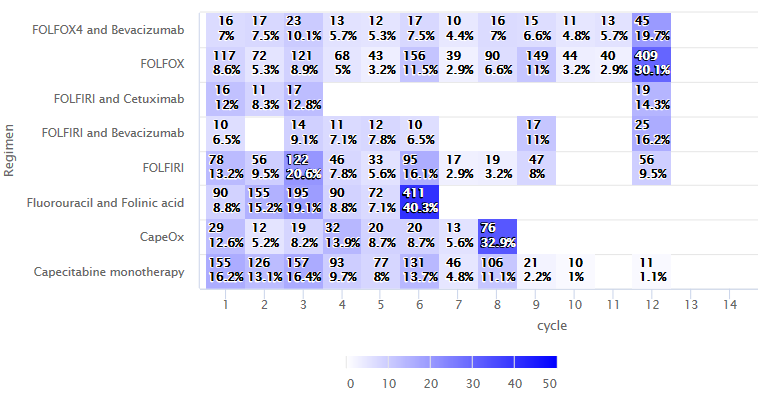 FOLFOX4 and Bevacizumab
16 17 23 13 12 17 10 16 15 11 13 45
7% 7.5% 10.1% 5.7% 5.3% 7.5% 4.4% 7% 6.6% 4.8% 5.7% 19.7%
FOLFOX
117 72 121 68 43 156 39 90 149 44 40 409
8.6% 5.3% 8.9% 5% 3.2% 11.5% 2.9% 6.6% 11% 3.2% 2.9% 30.1%
FOLFIRI and Cetuximab
16 11 17 19
12% 8.3% 12.8% 14.3%
FOLFIRI and Bevacizumab
10 14 11 12 10 17 25
6.5% 9.1% 7.1% 7.8% 6.5% 11% 16.2%
FOLFIRI
78 56 122 46 33 95 17 19 47 56
13.2% 9.5% 20.6% 7.8% 5.6% 16.1% 2.9% 3.2% 8% 9.5%
Fluorouracil and Folinic acid
90 155 195 90 72 411
8.8% 15.2% 19.1% 8.8% 7.1% 40.3%
CapeOx
29 12 19 32 20 20 13 76
12.6% 5.2% 8.2% 13.9% 8.7% 8.7% 5.6% 32.9%
Capecitabine monotherapy
155 126 157 93 77 131 46 106 21 10 11
16.2% 13.1% 16.4% 9.7% 8% 13.7% 4.8% 11.1% 2.2% 1% 1.1%
Regimen
1 2 3 4 5 6 7 8 9 10 11 12 13 14
cycle
0 10 20 30 40 50